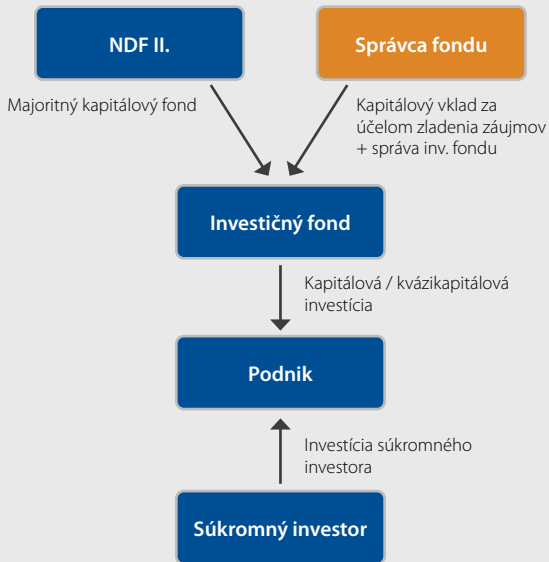 NDF II.
Správca fondu
Majoritný kapitálový fond
Kapitálový vklad za
účelom zladenia záujmov
+ správa inv. fondu
Investičný fond
Kapitálová / kvázikapitálová
investícia
Podnik
Investícia súkromného
investora
Súkromný investor